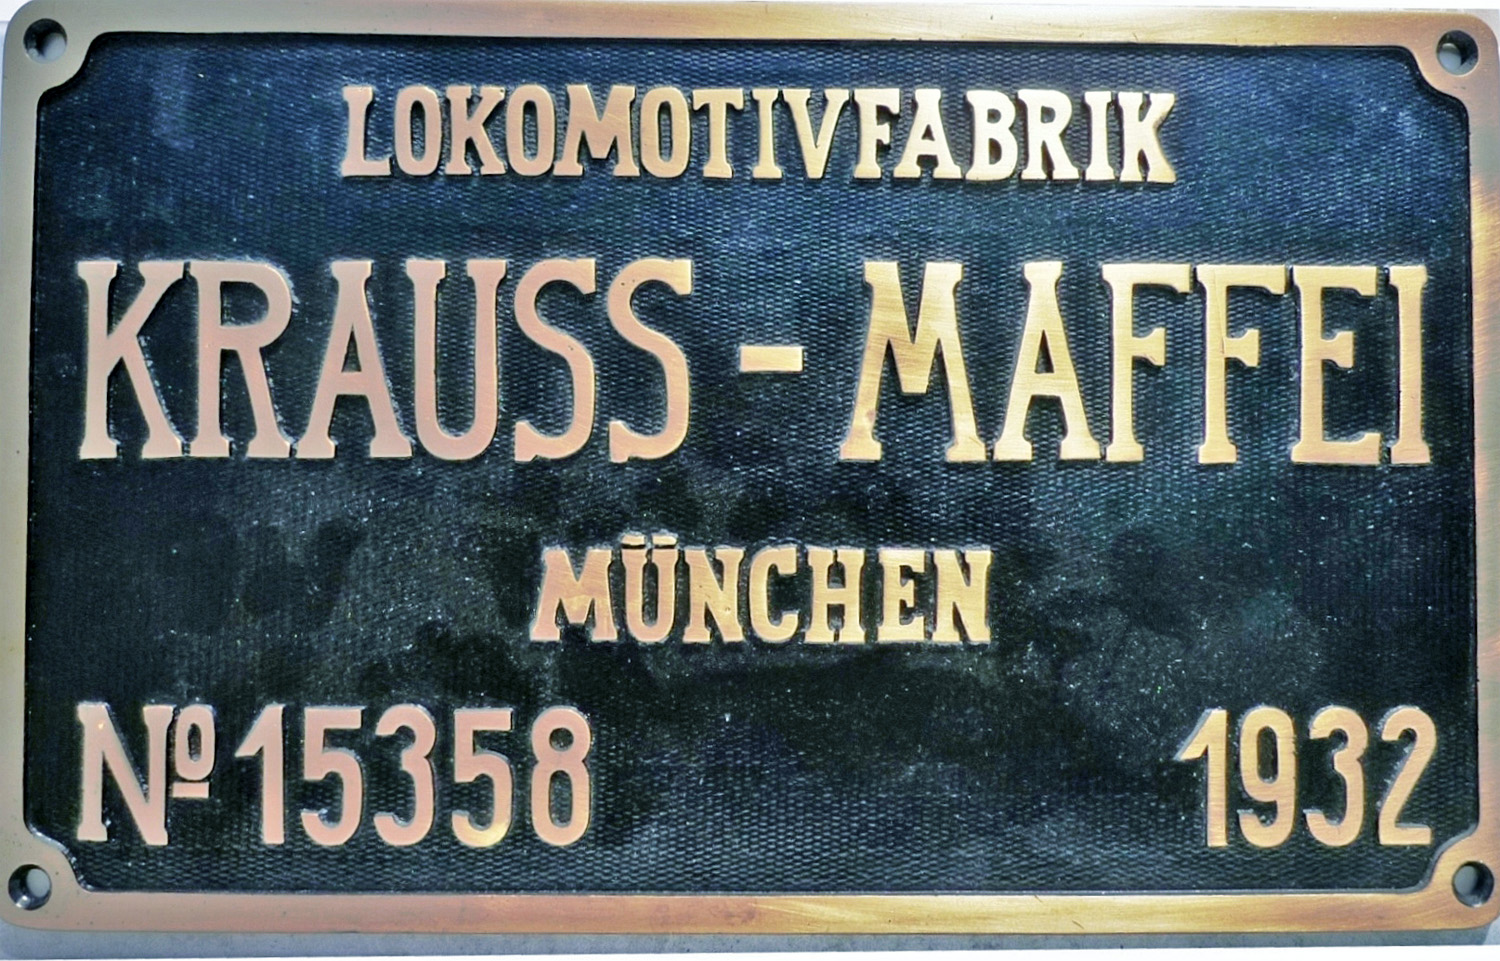 LOKOMOTIVFABRIK
KRAUSS - MAFFEI
MÜNCHEN
Nº 15358 1932